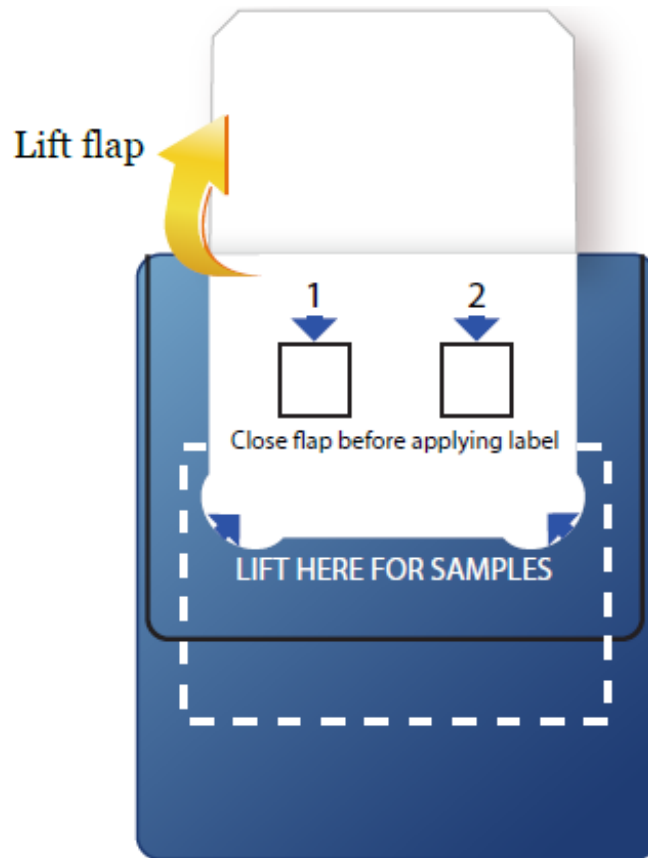 Lift flap
1 2
Close flap before applying label
LIFT HERE FOR SAMPLES